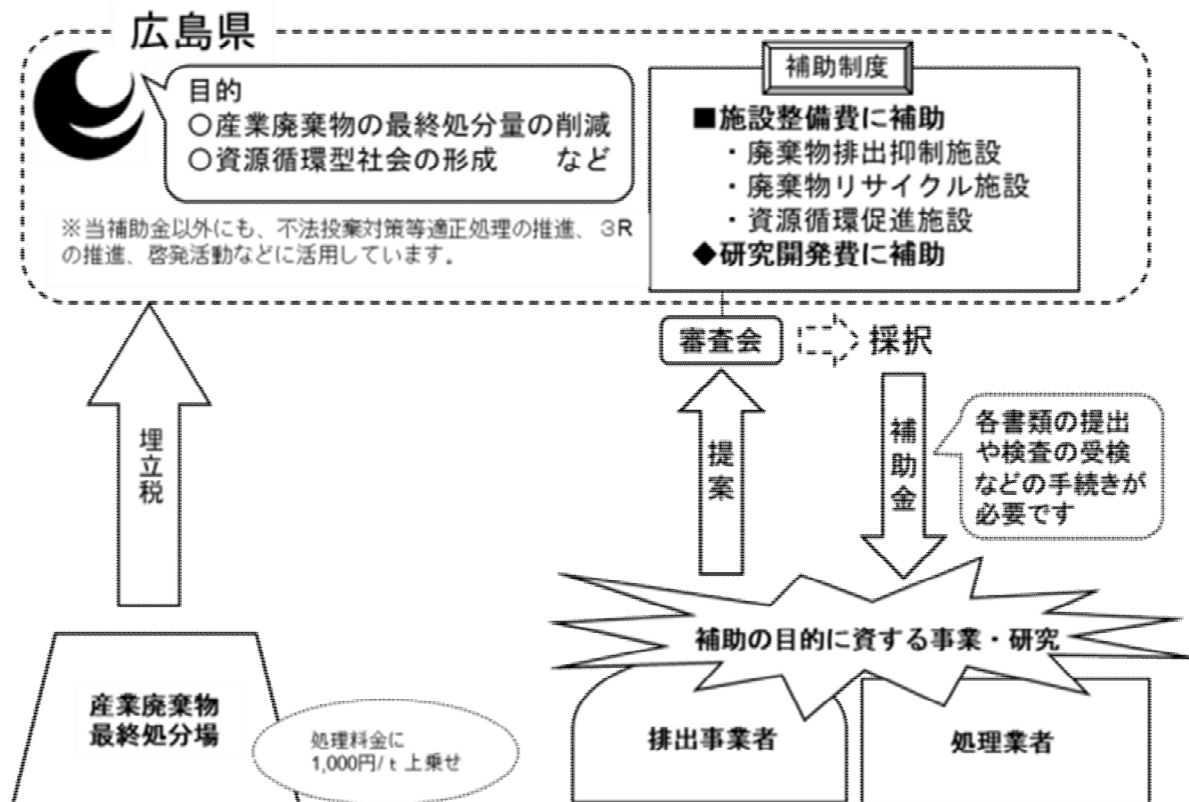 広島県
目的
○産業廃棄物の最終処分量の削減
○資源循環型社会の形成　　など
※当補助金以外にも、不法投棄対策等適正処理の推進、３R
の推進、啓発活動などに活用しています。
補助制度
■施設整備費に補助
・廃棄物排出抑制施設
・廃棄物リサイクル施設
・資源循環促進施設
◆研究開発費に補助
審査会
採択
埋立税
提案
補助金
各書類の提出
や検査の受検
などの手続きが
必要です
補助の目的に資する事業・研究
産業廃棄物
最終処分場
処理料金に
1,000円/ｔ上乗せ
排出事業者
処理業者